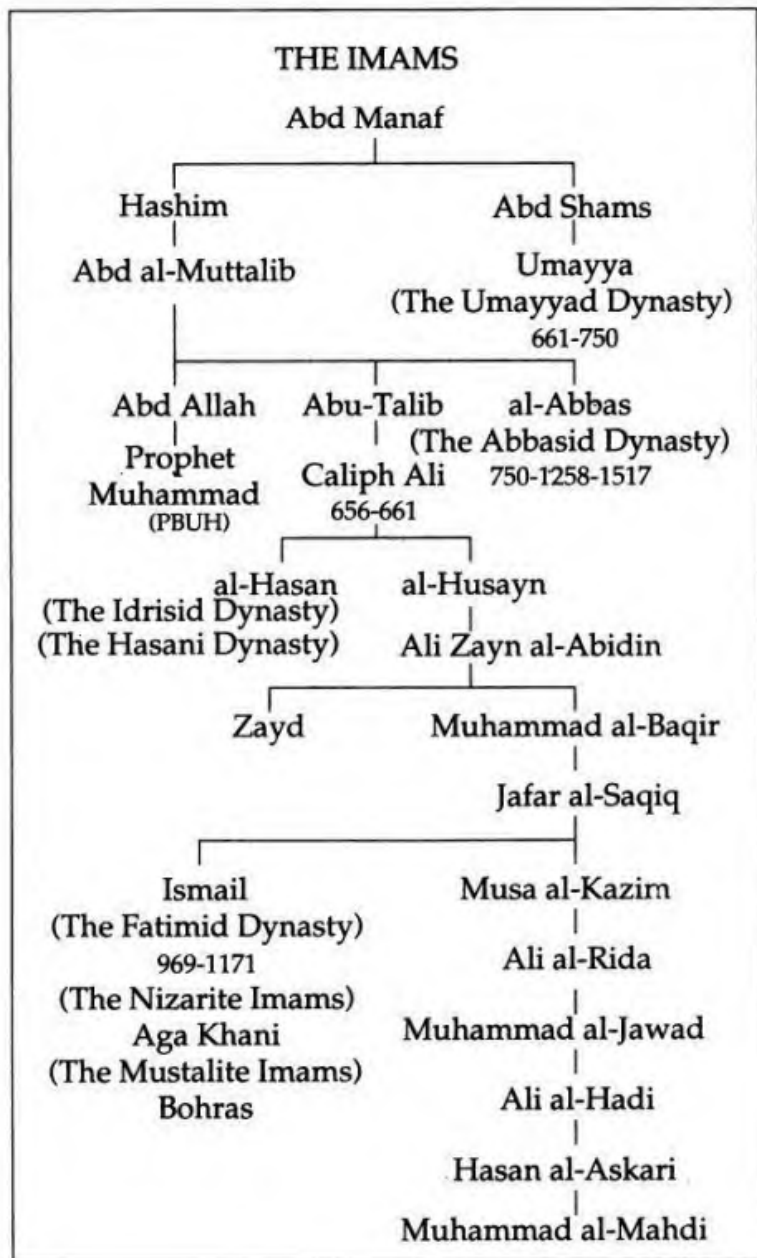 THE IMAMS
Abd Manaf
Hashim Abd Shams
Abd al-Muttalib Umayya
(The Umayyad Dynasty)
661-750
Abd Allah Abu-Talib al-Abbas
(The Abbasid Dynasty)
Prophet
Muhammad Caliph Ali 750-1258-1517
(PBUH) 656-661
al-Hasan al-Husayn
(The Idrisid Dynasty)
(The Hasani Dynasty) Ali Zayn al-Abidin
Zayd Muhammad al-Baqir
Jafar al-Saqiq
Ismail Musa al-Kazim
(The Fatimid Dynasty)
969-1171 Ali al-Rida
(The Nizarite Imams)
Aga Khani Muhammad al-Jawad
(The Mustalite Imams)
Bohras Ali al-Hadi
Hasan al-Askari
Muhammad al-Mahdi